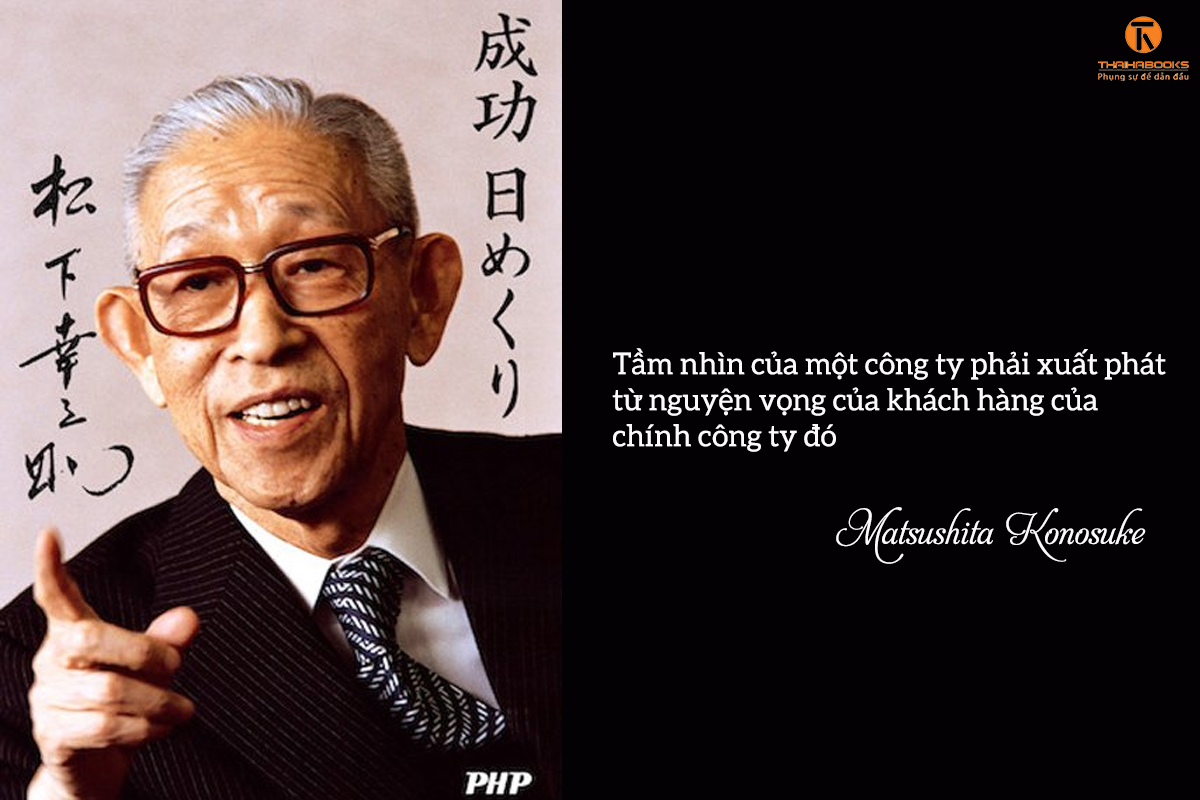 成功 日めくり
松下幸之助
PHP
THAIHABOOKS
Phụng sự để dẫn đầu
Tầm nhìn của một công ty phải xuất phát
từ nguyện vọng của khách hàng của
chính công ty đó
Matsushita Konosuke